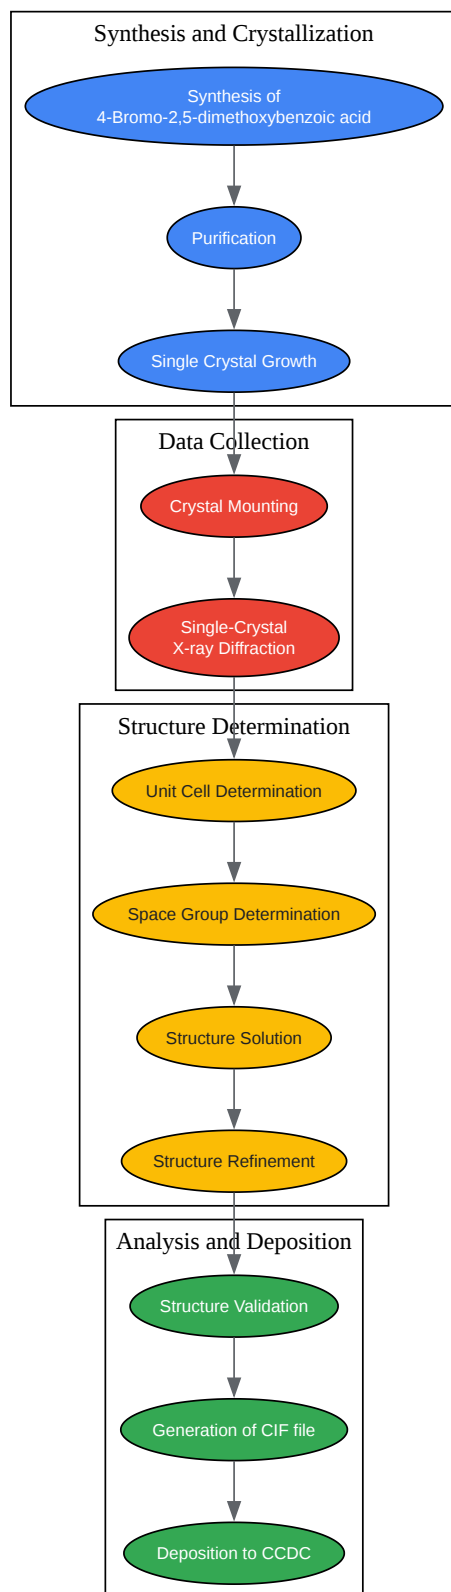 Synthesis and Crystallization
Synthesis of
4-Bromo-2,5-dimethoxybenzoic acid
Purification
Single Crystal Growth
Data Collection
Crystal Mounting
Single-Crystal
X-ray Diffraction
Structure Determination
Unit Cell Determination
Space Group Determination
Structure Solution
Structure Refinement
Analysis and Deposition
Structure Validation
Generation of CIF file
Deposition to CCDC